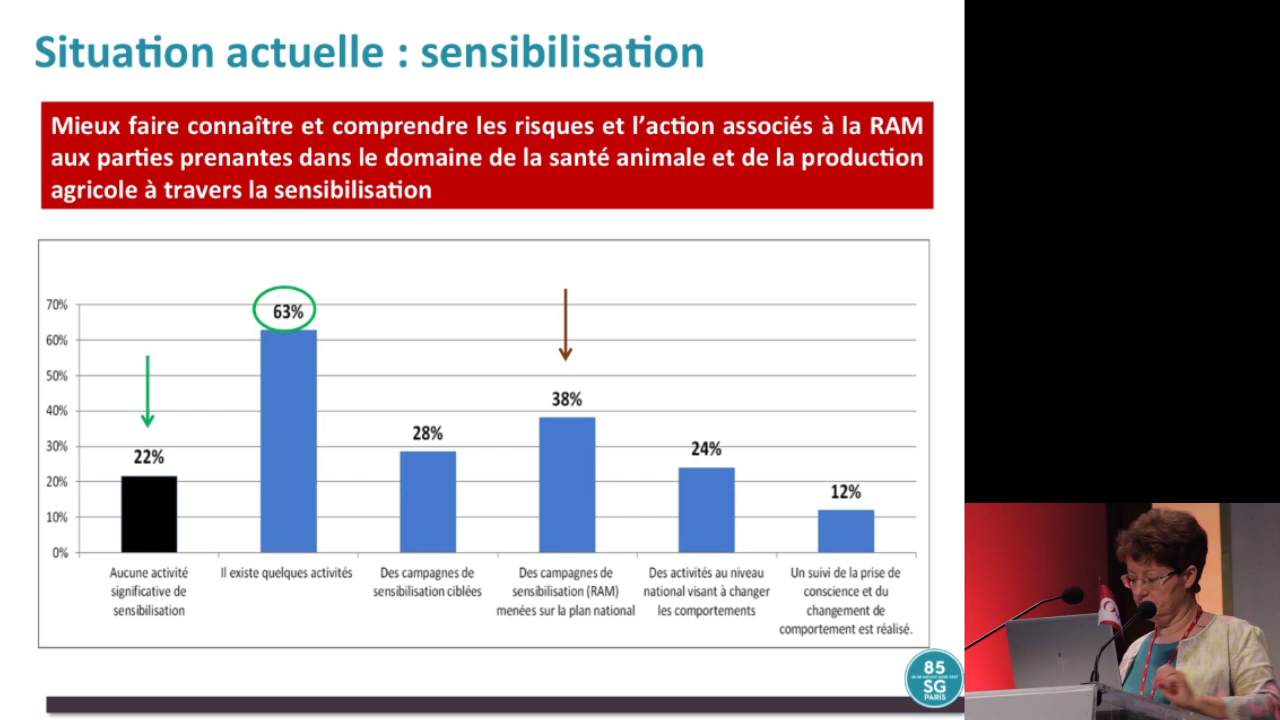 Situation actuelle : sensibilisation
Mieux faire connaître et comprendre les risques et l'action associés à la RAM
aux parties prenantes dans le domaine de la santé animale et de la production
agricole à travers la sensibilisation
70%
60%
50%
40%
30%
20%
10%
0%
22%
63%
28%
38%
24%
12%
Aucune activité
significative de
sensibilisation
Il existe quelques activités
Des campagnes de
sensibilisation ciblées
Des campagnes de
sensibilisation (RAM)
menées sur la plan national
Des activités au niveau
national visant à changer
les comportements
Un suivi de la prise de
conscience et du
changement de
comportement est réalisé.
85
SG
PARIS